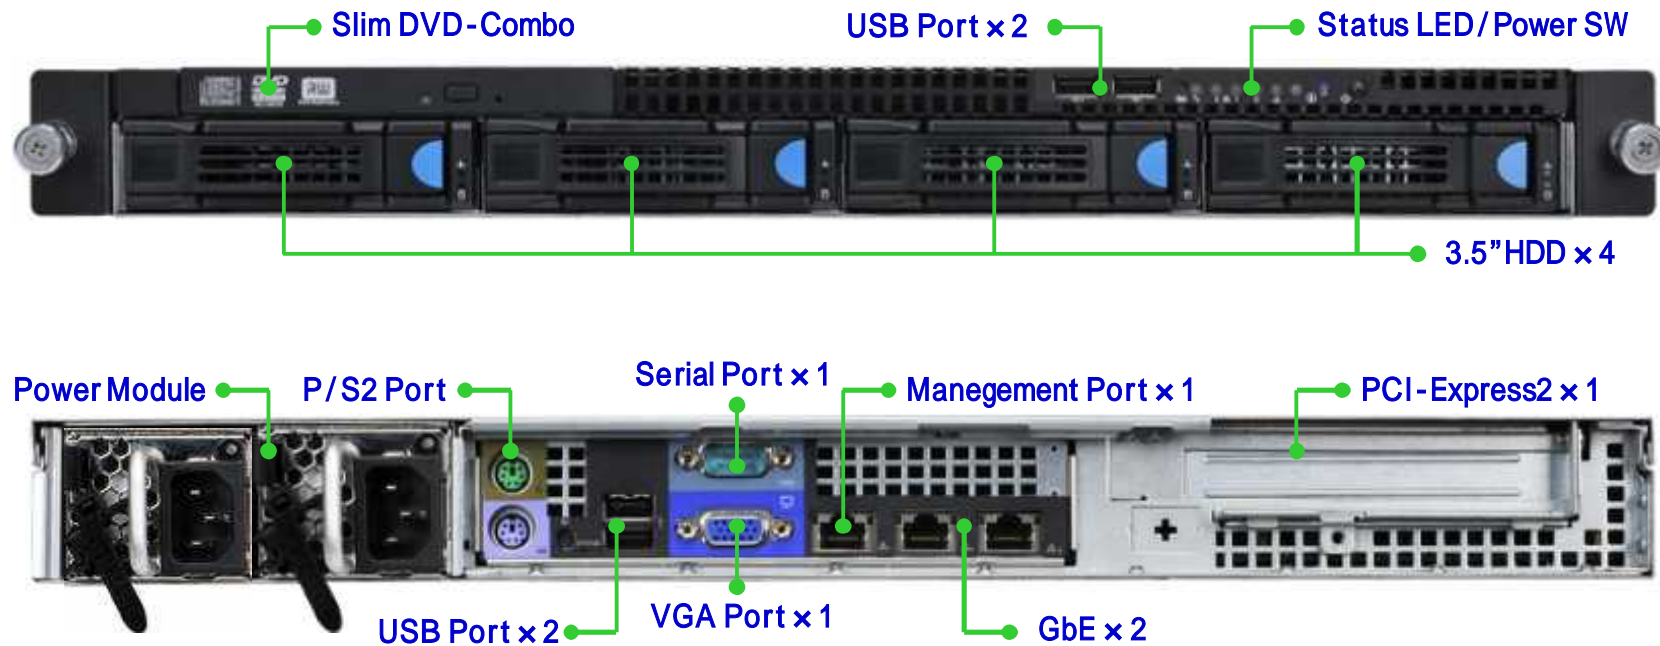 Slim DVD-Combo
USB Port × 2
Status LED/Power SW
3.5”HDD × 4
Power Module
P/S2 Port
Serial Port × 1
Manegement Port × 1
PCI-Express2 × 1
USB Port × 2
VGA Port × 1
GbE × 2